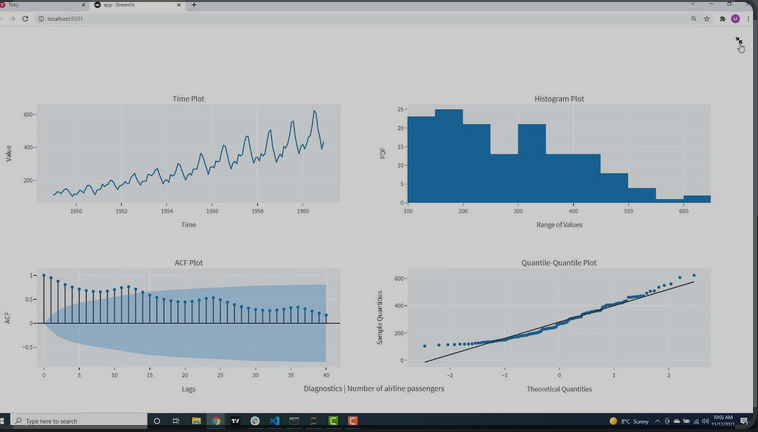 Tuby
app · Streamlit
localhost:8501
Time Plot
Value
600
400
200
1950
1952
1954
1956
1958
1960
Time
Histogram Plot
PDF
25
20
15
10
5
0
100
200
300
400
500
600
Range of Values
ACF Plot
ACF
1
0.5
0
−0.5
0
5
10
15
20
25
30
35
40
Lags
Quantile-Quantile Plot
Sample Quantities
600
400
200
0
−2
−1
0
1
2
Theoretical Quantities
Diagnostics | Number of airline passengers
Type here to search
8°C Sunny
10:03 AM
11/12/2021